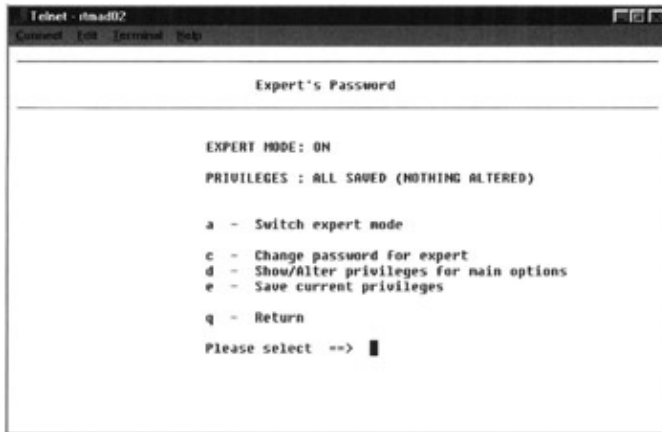 Telnet - rtmad02
Connect Edit Terminal Help
Expert's Password
EXPERT MODE: ON
PRIVILEGES : ALL SAVED (NOTHING ALTERED)
a - Switch expert mode
c - Change password for expert
d - Show/Alter privileges for main options
e - Save current privileges
q - Return
Please select ==>